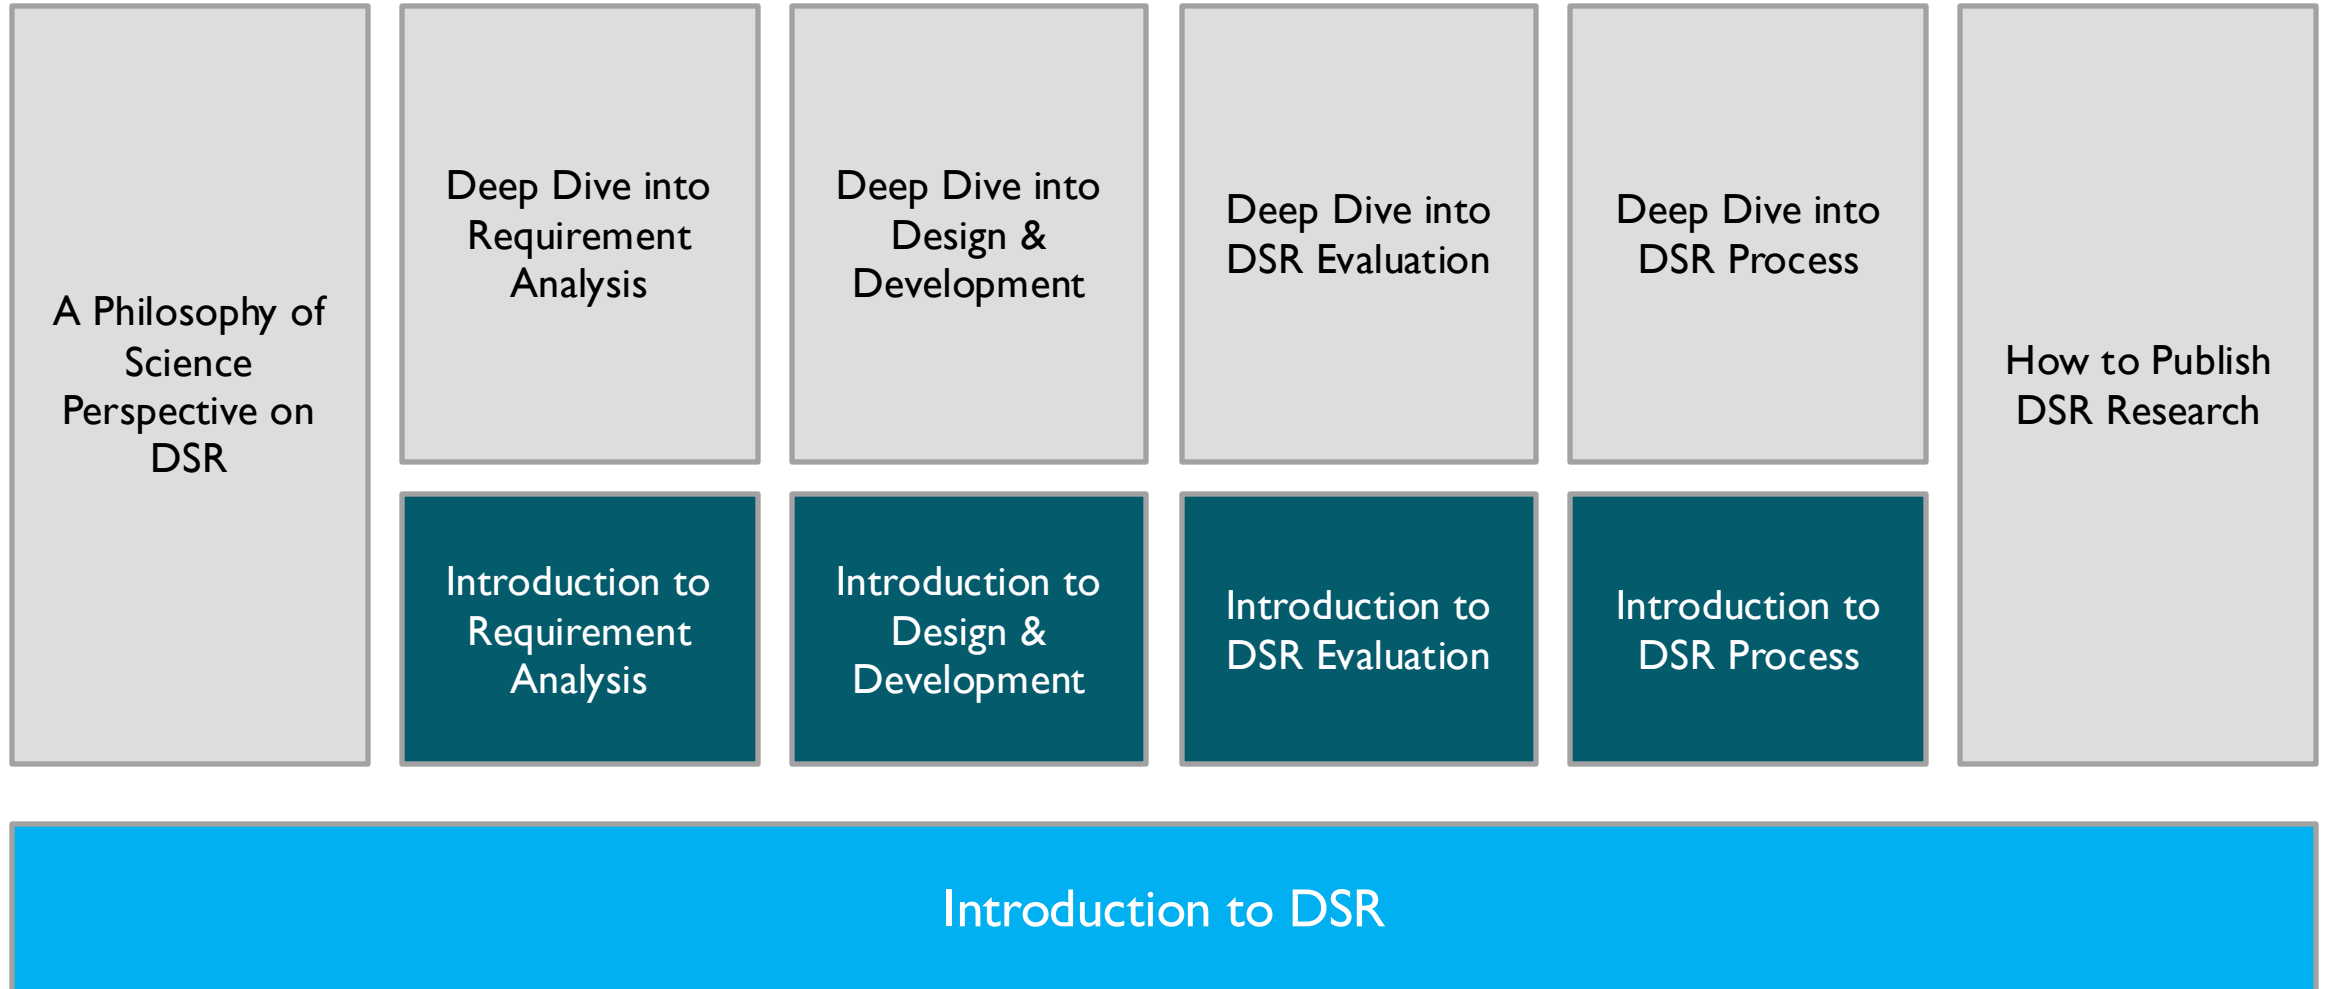 A Philosophy of
Science
Perspective on
DSR
Deep Dive into
Requirement
Analysis
Deep Dive into
Design &
Development
Deep Dive into
DSR Evaluation
Deep Dive into
DSR Process
How to Publish
DSR Research
Introduction to
Requirement
Analysis
Introduction to
Design &
Development
Introduction to
DSR Evaluation
Introduction to
DSR Process
Introduction to DSR